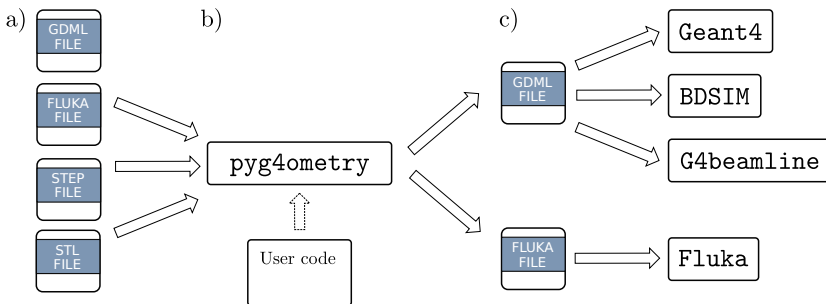 a)
GDML
FILE
FLUKA
FILE
STEP
FILE
STL
FILE
b)
pyg4ometry
User code
c)
GDML
FILE
FLUKA
FILE
Geant4
BDSIM
G4beamline
Fluka